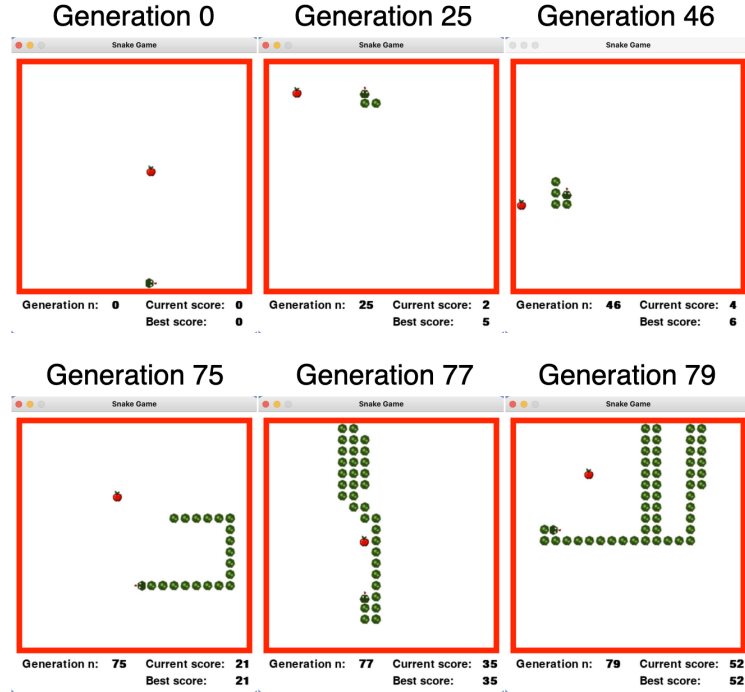 Generation 0
Generation 25
Generation 46
Snake Game
Snake Game
Snake Game
Generation n: 0 Current score: 0
Best score: 0
Generation n: 25 Current score: 2
Best score: 5
Generation n: 46 Current score: 4
Best score: 6
Generation 75
Generation 77
Generation 79
Snake Game
Snake Game
Snake Game
Generation n: 75 Current score: 21
Best score: 21
Generation n: 77 Current score: 35
Best score: 35
Generation n: 79 Current score: 52
Best score: 52